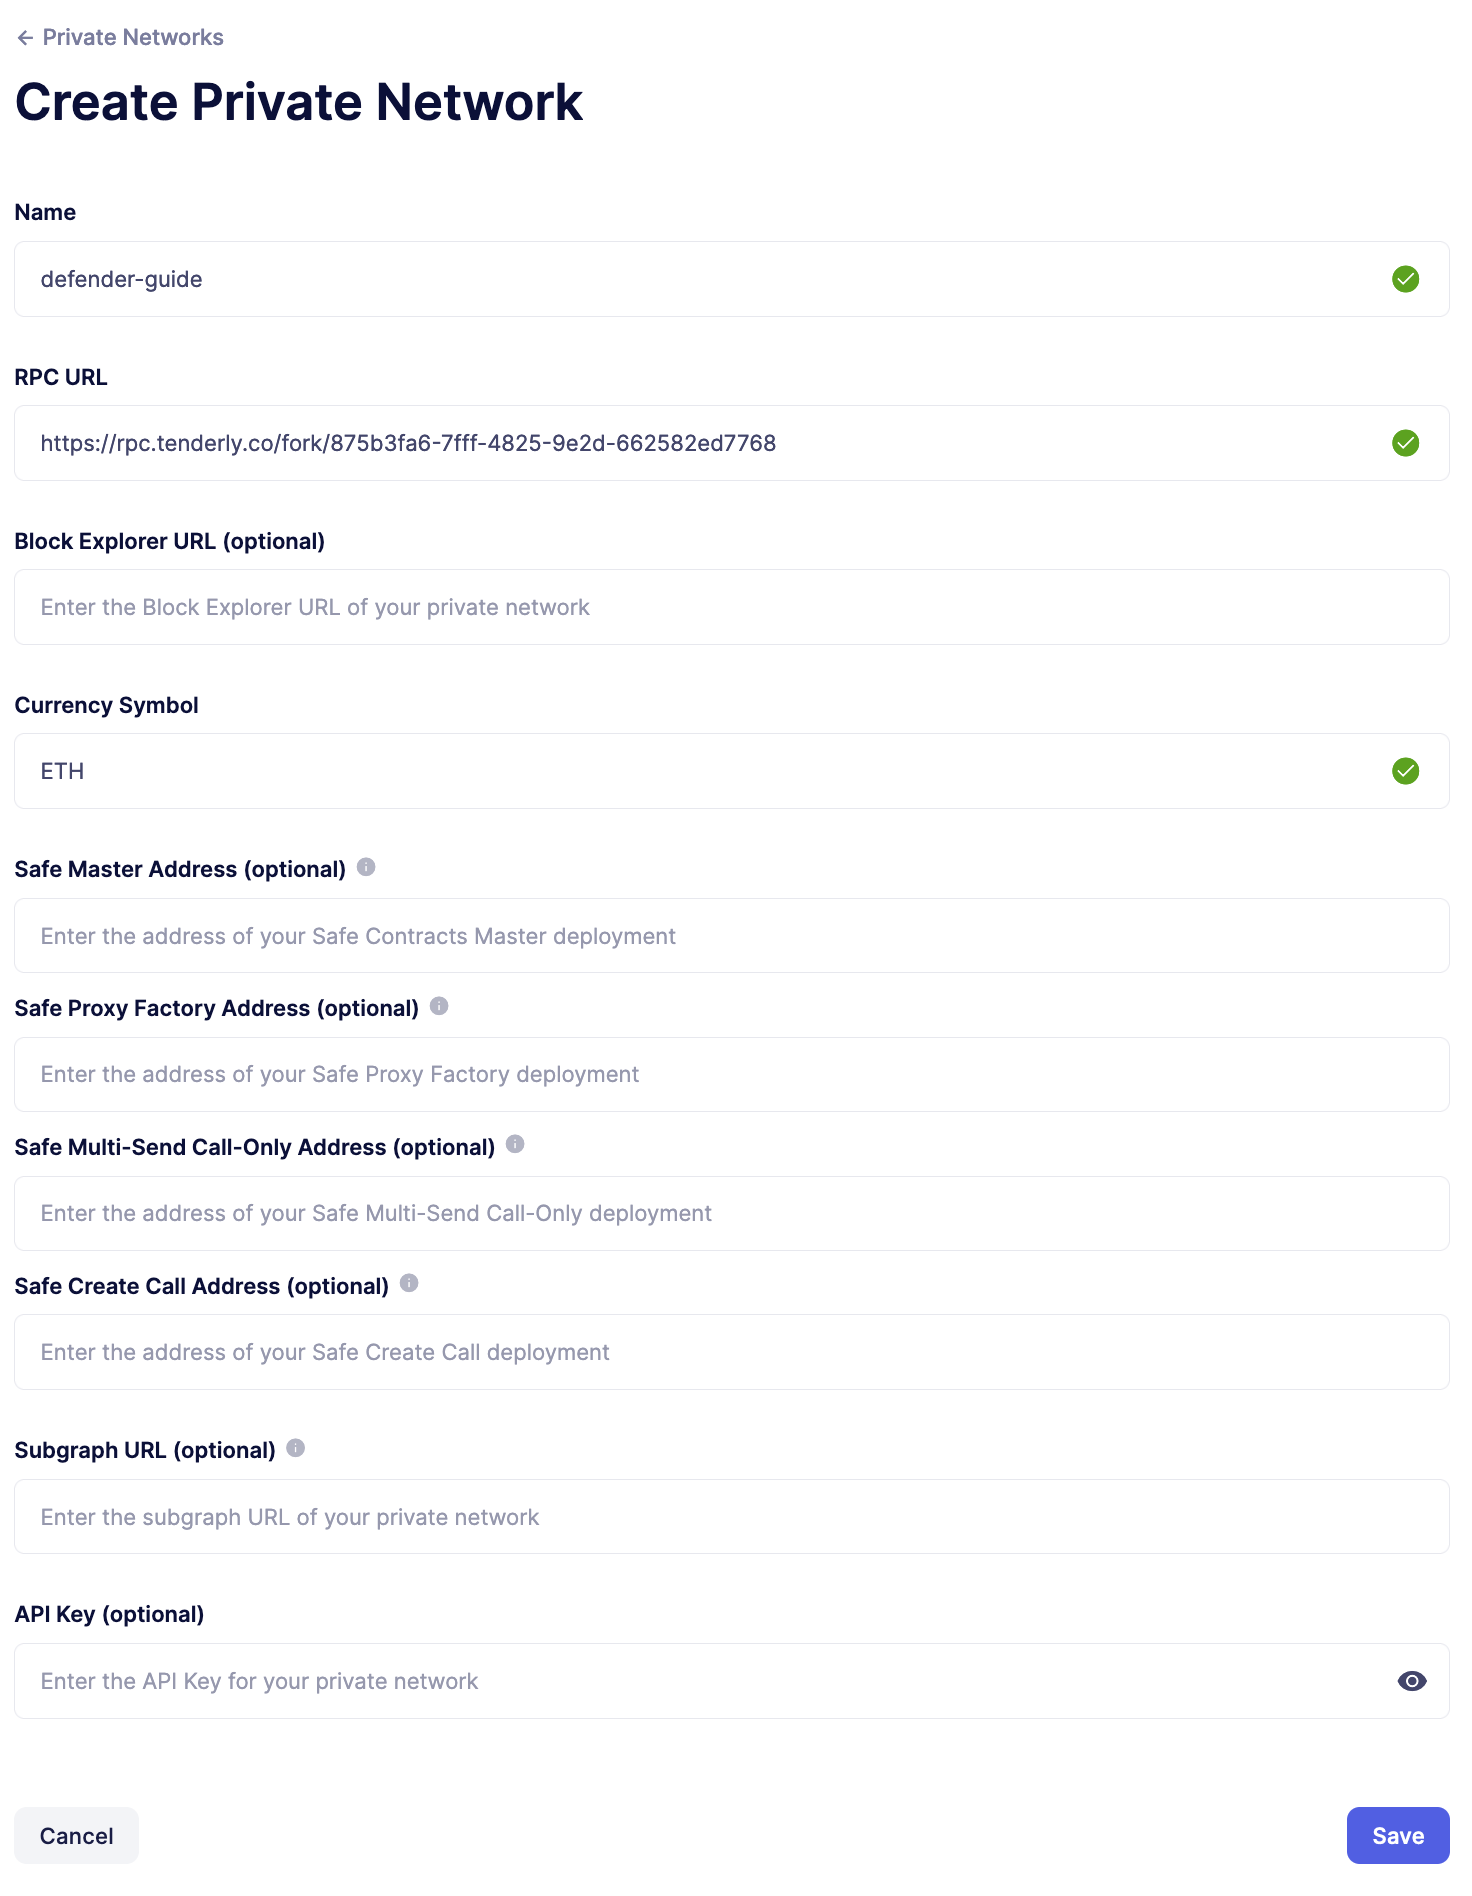 ← Private Networks
Create Private Network
Name
defender-guide
RPC URL
https://rpc.tenderly.co/fork/875b3fa6-7fff-4825-9e2d-662582ed7768
Block Explorer URL (optional)
Enter the Block Explorer URL of your private network
Currency Symbol
ETH
Safe Master Address (optional)
Enter the address of your Safe Contracts Master deployment
Safe Proxy Factory Address (optional)
Enter the address of your Safe Proxy Factory deployment
Safe Multi-Send Call-Only Address (optional)
Enter the address of your Safe Multi-Send Call-Only deployment
Safe Create Call Address (optional)
Enter the address of your Safe Create Call deployment
Subgraph URL (optional)
Enter the subgraph URL of your private network
API Key (optional)
Enter the API Key for your private network
Cancel
Save